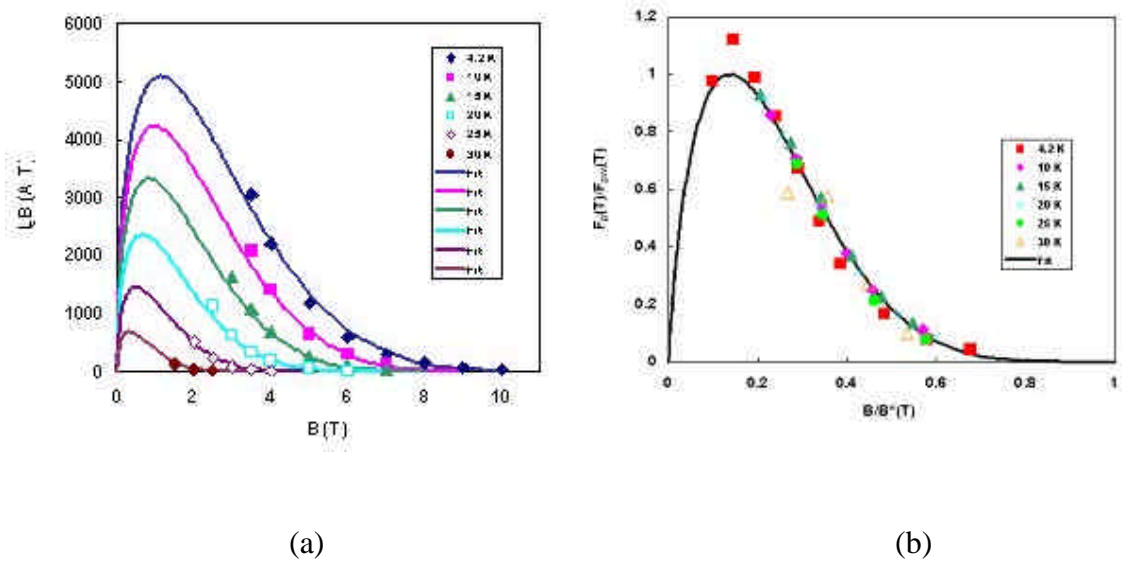 6000
5000
4000
3000
2000
1000
0
0 2 4 6 8 10
B (T)
4.2 K
10 K
15 K
20 K
25 K
30 K
Fit
Fit
Fit
Fit
Fit
Fit
(a)
1.2
1
0.8
0.6
0.4
0.2
0
0 0.2 0.4 0.6 0.8 1
B/B*(T)
4.2 K
10 K
15 K
20 K
25 K
30 K
Fit
(b)